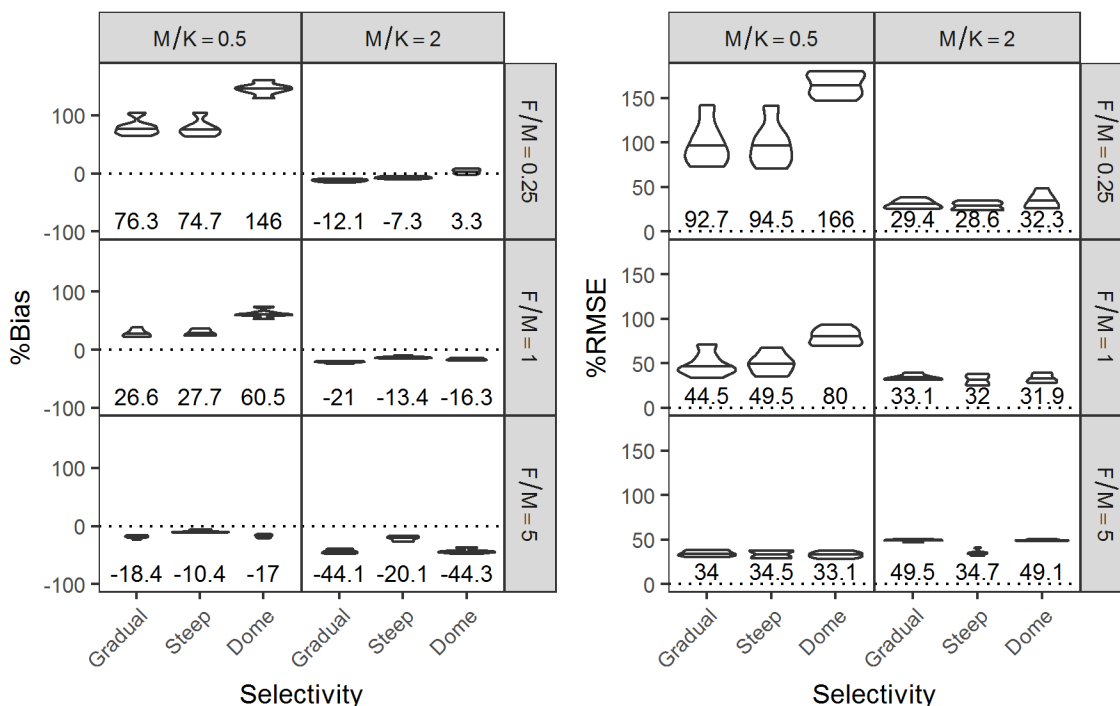 M/K = 0.5
M/K = 2
%Bias
100
0
-100
76.3 74.7 146
-12.1 -7.3 3.3
F/M = 0.25
100
0
-100
26.6 27.7 60.5
-21 -13.4 -16.3
F/M = 1
100
0
-100
-18.4 -10.4 -17
-44.1 -20.1 -44.3
F/M = 5
Gradual Steep Dome
Gradual Steep Dome
Selectivity
M/K = 0.5
M/K = 2
%RMSE
150
100
50
0
92.7 94.5 166
29.4 28.6 32.3
F/M = 0.25
150
100
50
0
44.5 49.5 80
33.1 32 31.9
F/M = 1
150
100
50
0
34 34.5 33.1
49.5 34.7 49.1
F/M = 5
Gradual Steep Dome
Gradual Steep Dome
Selectivity